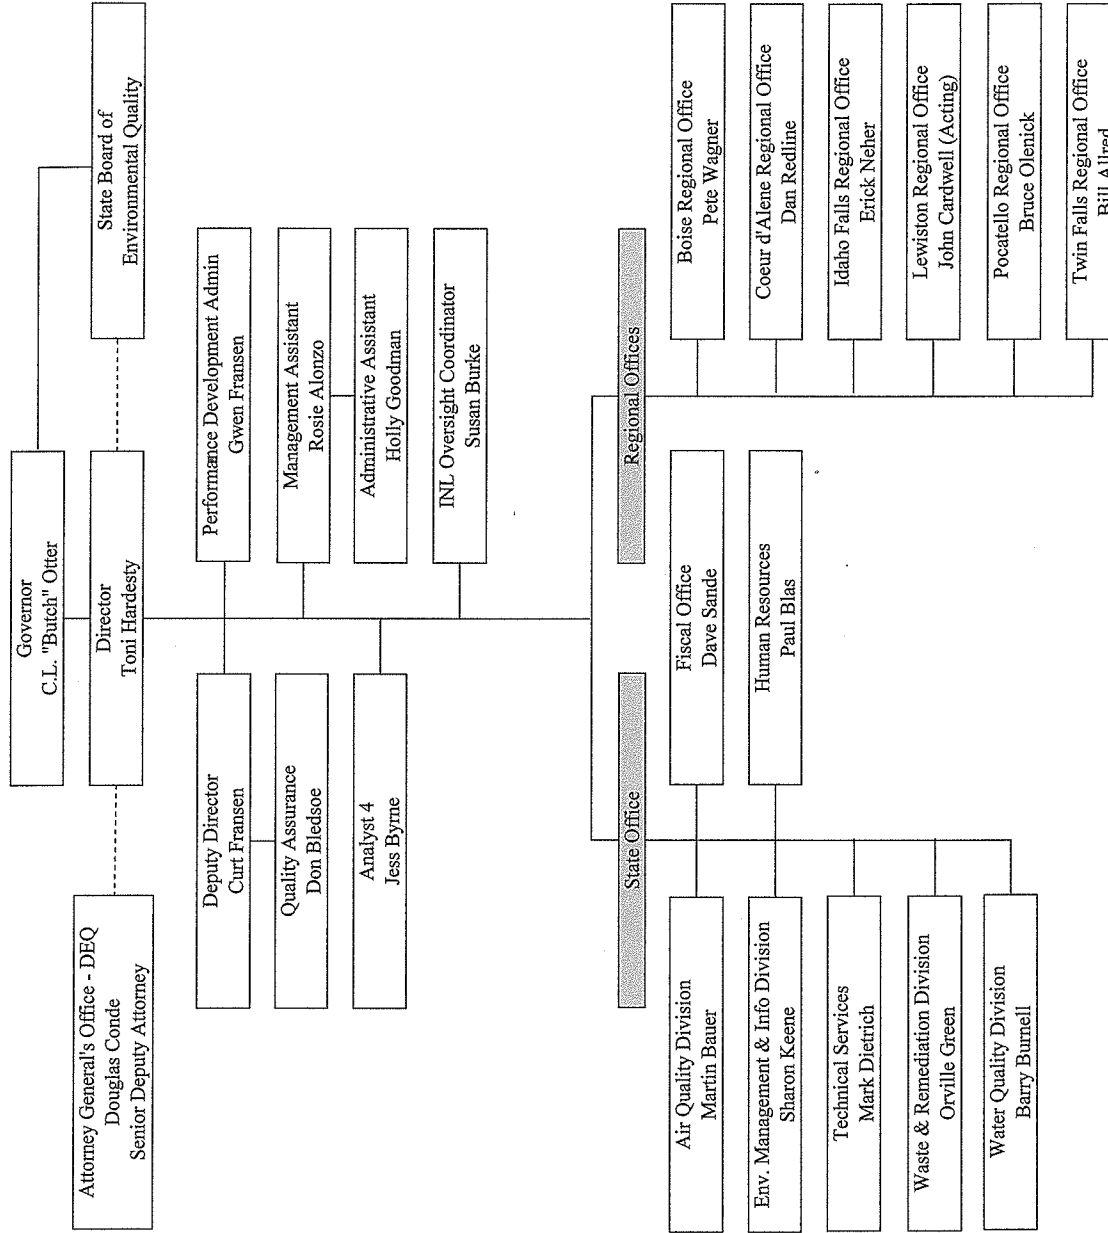 Governor
C.L. "Butch" Otter
State Board of
Environmental Quality
Director
Toni Hardesty
Attorney General's Office - DEQ
Douglas Conde
Senior Deputy Attorney
Deputy Director
Curt Fransen
Performance Development Admin
Gwen Fransen
Quality Assurance
Don Bledsoe
Management Assistant
Rosie Alonzo
Analyst 4
Jess Byrne
Administrative Assistant
Holly Goodman
INL Oversight Coordinator
Susan Burke
State Office
Regional Offices
Air Quality Division
Martin Bauer
Fiscal Office
Dave Sande
Env. Management & Info Division
Sharon Keene
Human Resources
Paul Blas
Technical Services
Mark Dietrich
Waste & Remediation Division
Orville Green
Water Quality Division
Barry Burnell
Boise Regional Office
Pete Wagner
Coeur d'Alene Regional Office
Dan Redline
Idaho Falls Regional Office
Erick Neher
Lewiston Regional Office
John Cardwell (Acting)
Pocatello Regional Office
Bruce Olenick
Twin Falls Regional Office
Bill Allred